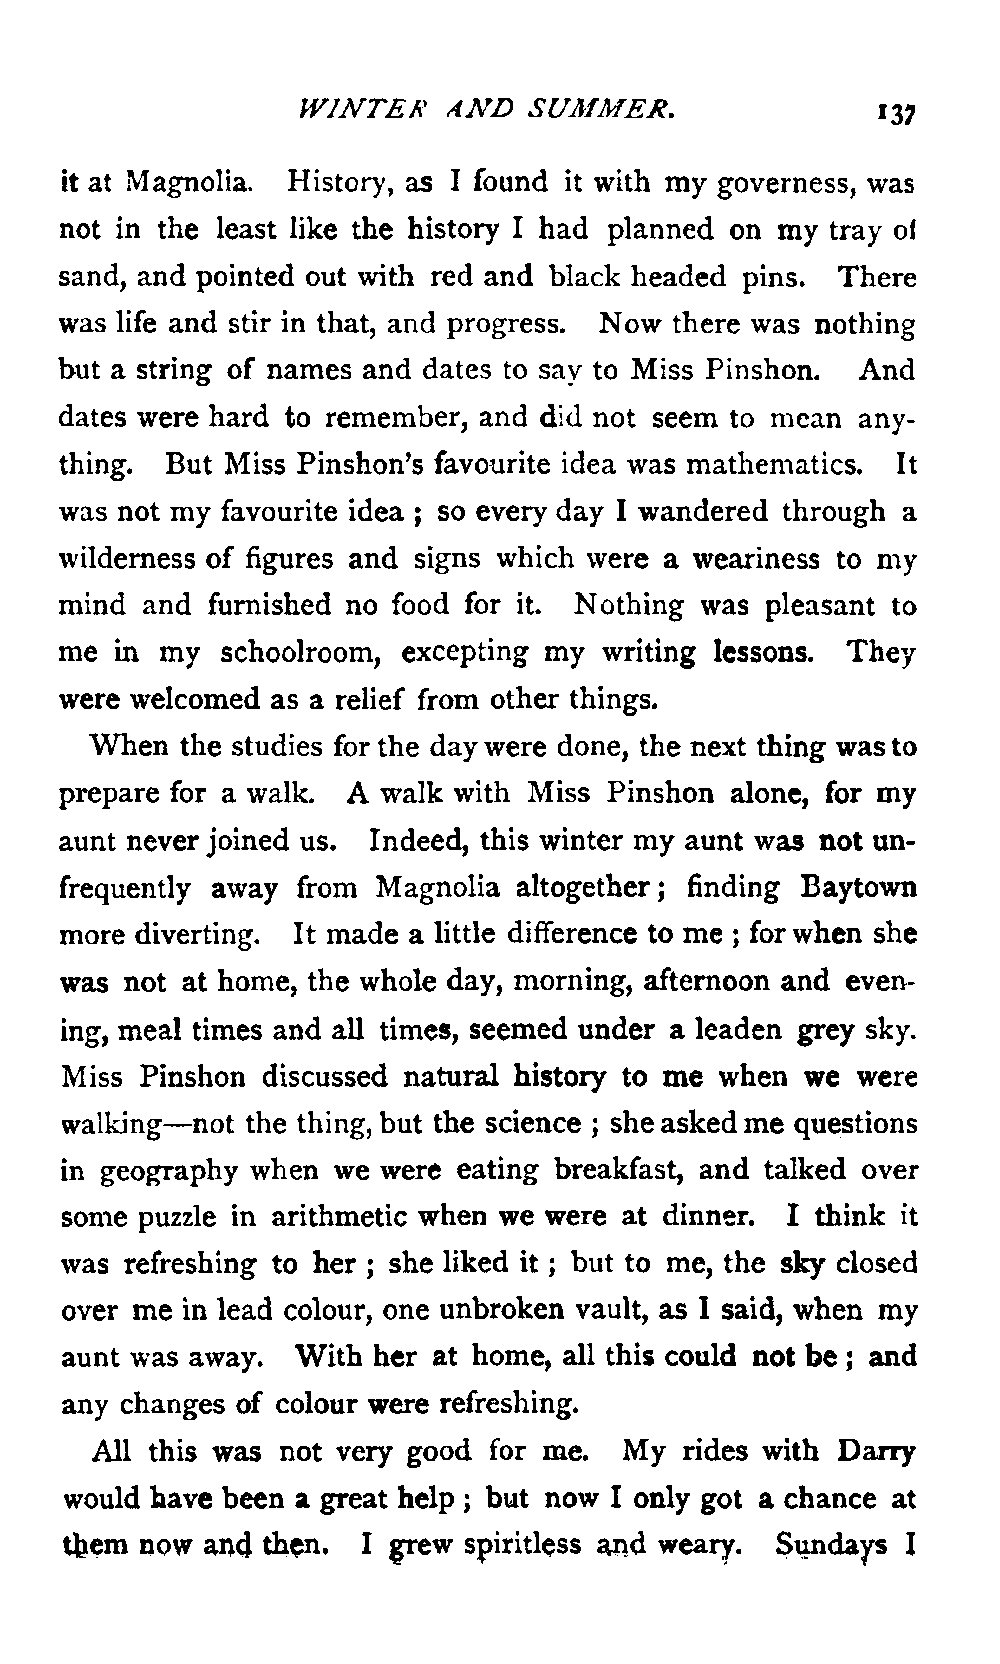 WINTER AND SUMMER. 137
it at Magnolia. History, as I found it with my governess, was
not in the least like the history I had planned on my tray of
sand, and pointed out with red and black headed pins. There
was life and stir in that, and progress. Now there was nothing
but a string of names and dates to say to Miss Pinshon. And
dates were hard to remember, and did not seem to mean any-
thing. But Miss Pinshon's favourite idea was mathematics. It
was not my favourite idea ; so every day I wandered through a
wilderness of figures and signs which were a weariness to my
mind and furnished no food for it. Nothing was pleasant to
me in my schoolroom, excepting my writing lessons. They
were welcomed as a relief from other things.
When the studies for the day were done, the next thing was to
prepare for a walk. A walk with Miss Pinshon alone, for my
aunt never joined us. Indeed, this winter my aunt was not un-
frequently away from Magnolia altogether ; finding Baytown
more diverting. It made a little difference to me ; for when she
was not at home, the whole day, morning, afternoon and even-
ing, meal times and all times, seemed under a leaden grey sky.
Miss Pinshon discussed natural history to me when we were
walking—not the thing, but the science ; she asked me questions
in geography when we were eating breakfast, and talked over
some puzzle in arithmetic when we were at dinner. I think it
was refreshing to her ; she liked it ; but to me, the sky closed
over me in lead colour, one unbroken vault, as I said, when my
aunt was away. With her at home, all this could not be ; and
any changes of colour were refreshing.
All this was not very good for me. My rides with Darry
would have been a great help ; but now I only got a chance at
them now and then. I grew spiritless and weary. Sundays I